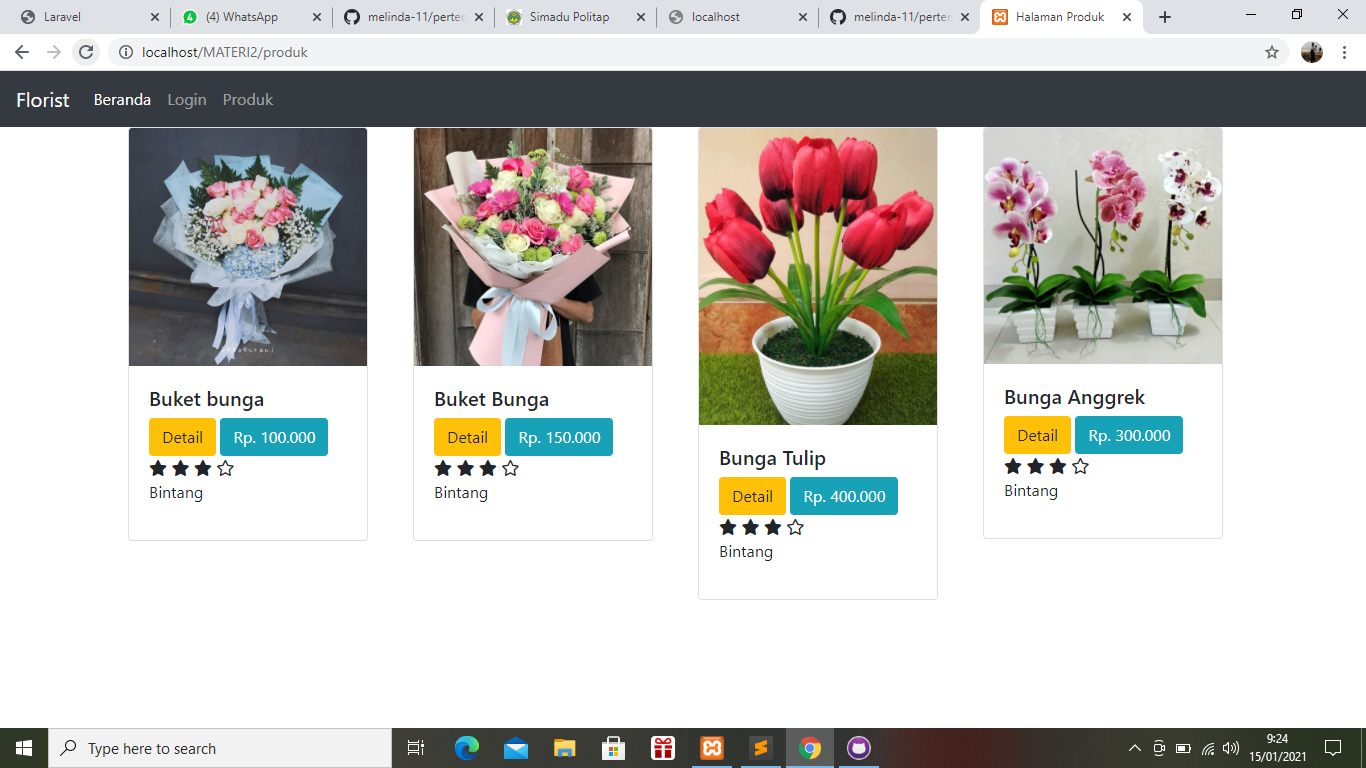 Laravel
(4) WhatsApp
melinda-11/perter
Simadu Politap
localhost
melinda-11/perter
Halaman Produk
localhost/MATERI2/produk
Florist Beranda Login Produk
Buket bunga
Detail Rp. 100.000
Bintang
Buket Bunga
Detail Rp. 150.000
Bintang
Bunga Tulip
Detail Rp. 400.000
Bintang
Bunga Anggrek
Detail Rp. 300.000
Bintang
Type here to search
9:24
15/01/2021